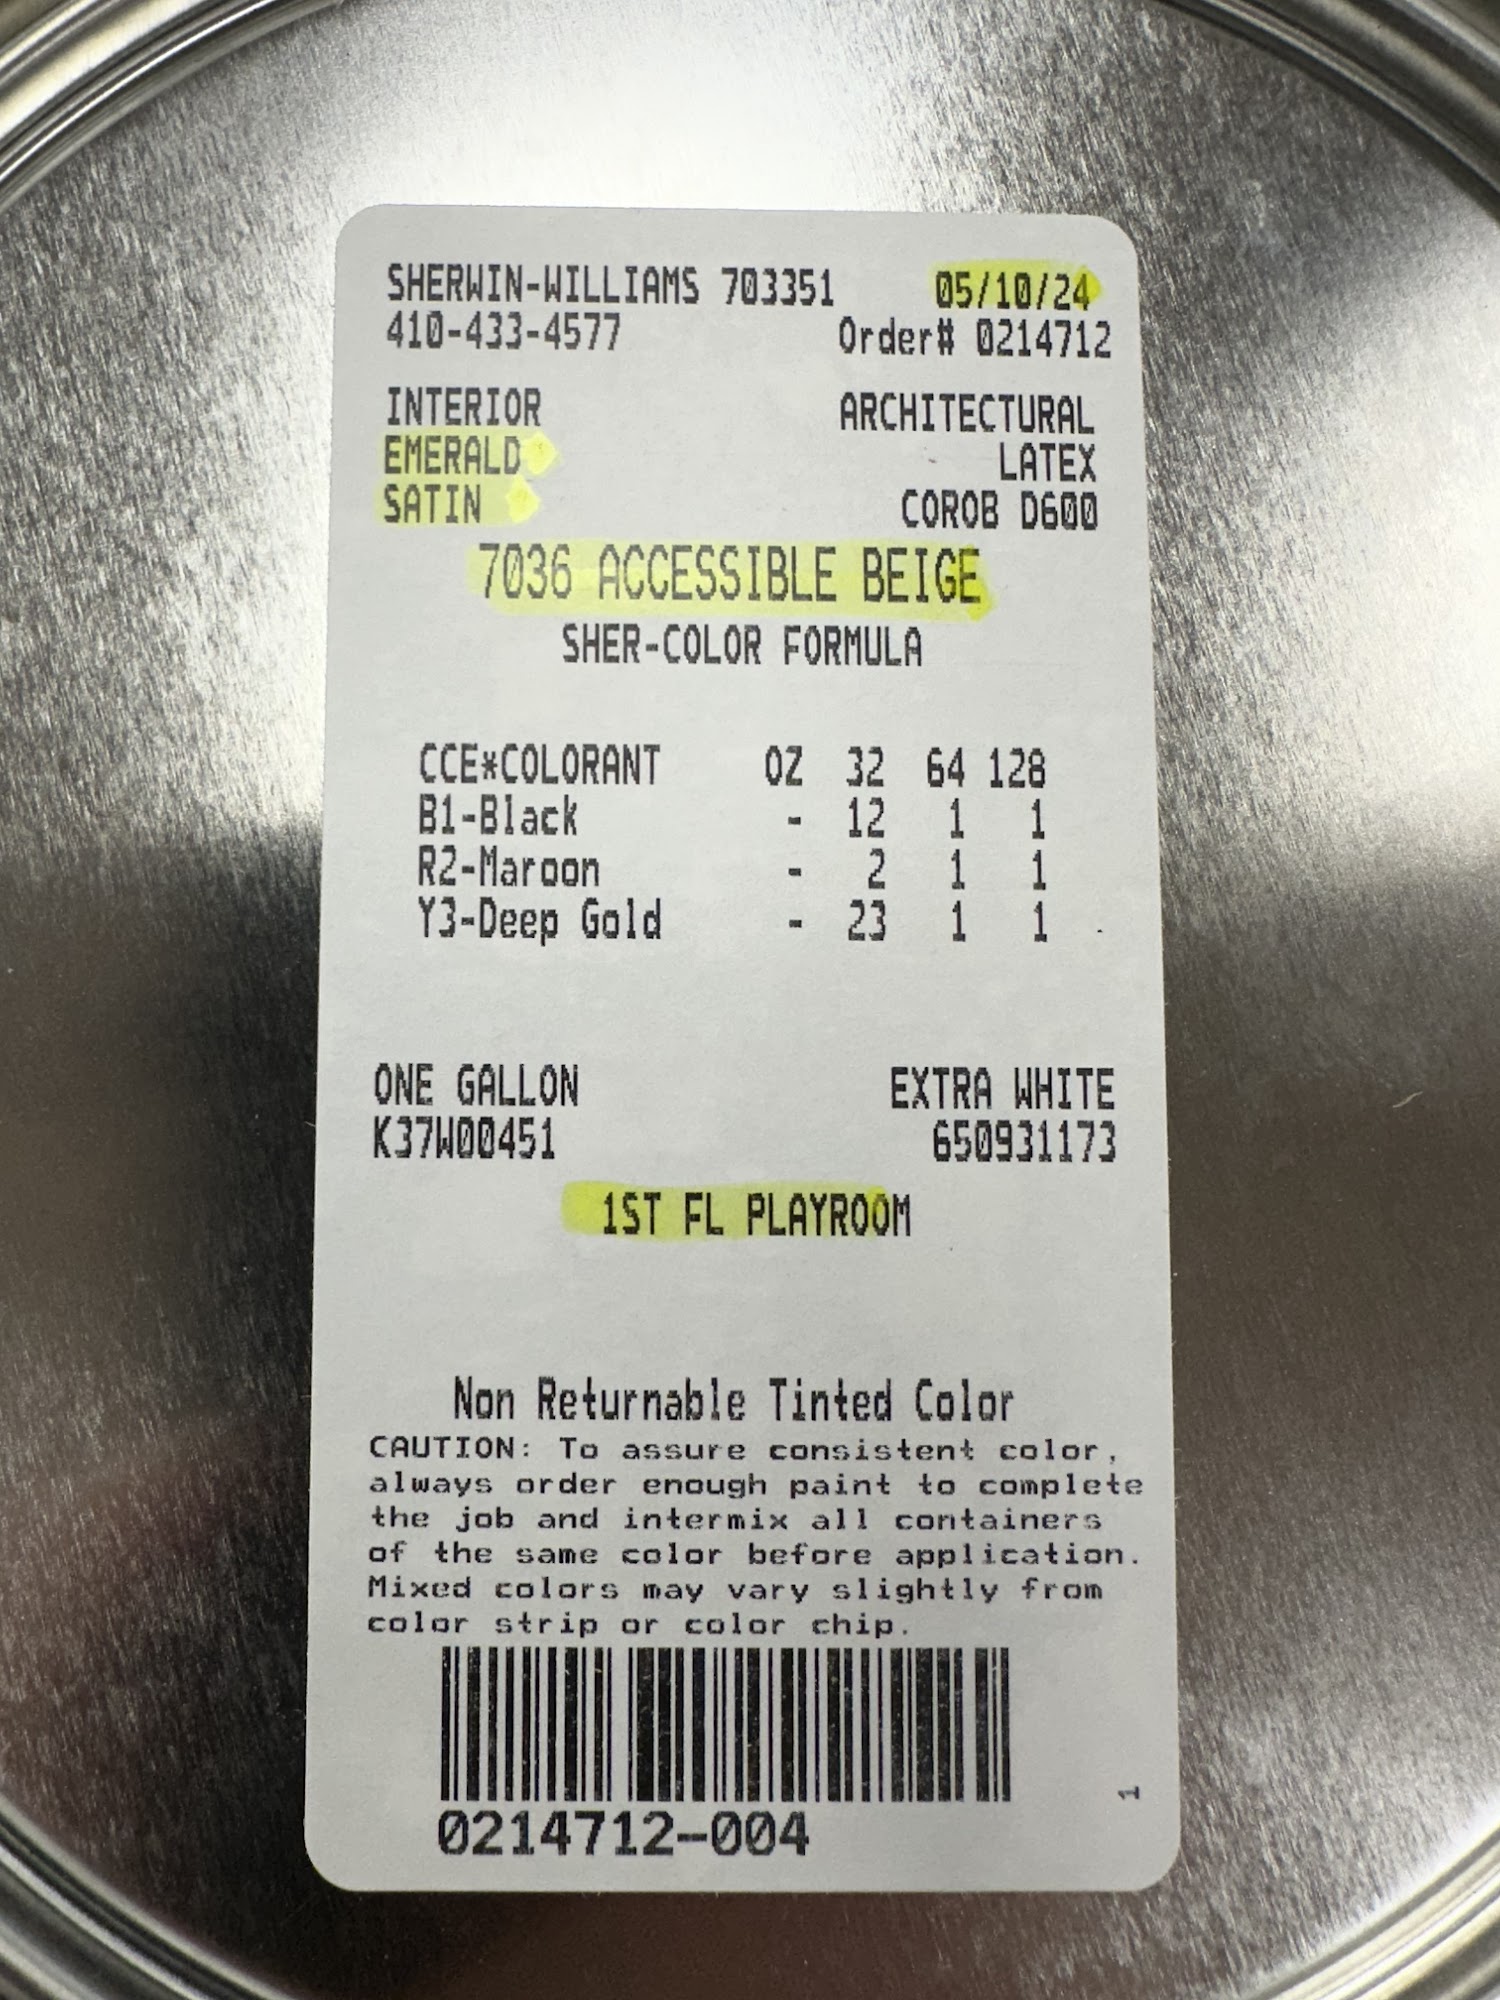 SHERWIN-WILLIAMS 703351 05/10/24
410-433-4577 Order# 0214712
INTERIOR ARCHITECTURAL
EMERALD LATEX
SATIN COROB D600
7036 ACCESSIBLE BEIGE
SHER-COLOR FORMULA
CCE*COLORANT OZ 32 64 128
B1-Black - 12 1 1
R2-Maroon - 2 1 1
Y3-Deep Gold - 23 1 1
ONE GALLON EXTRA WHITE
K37W00451 650931173
1ST FL PLAYROOM
Non Returnable Tinted Color
CAUTION: To assure consistent color,
always order enough paint to complete
the job and intermix all containers
of the same color before application.
Mixed colors may vary slightly from
color strip or color chip.
1
0214712-004